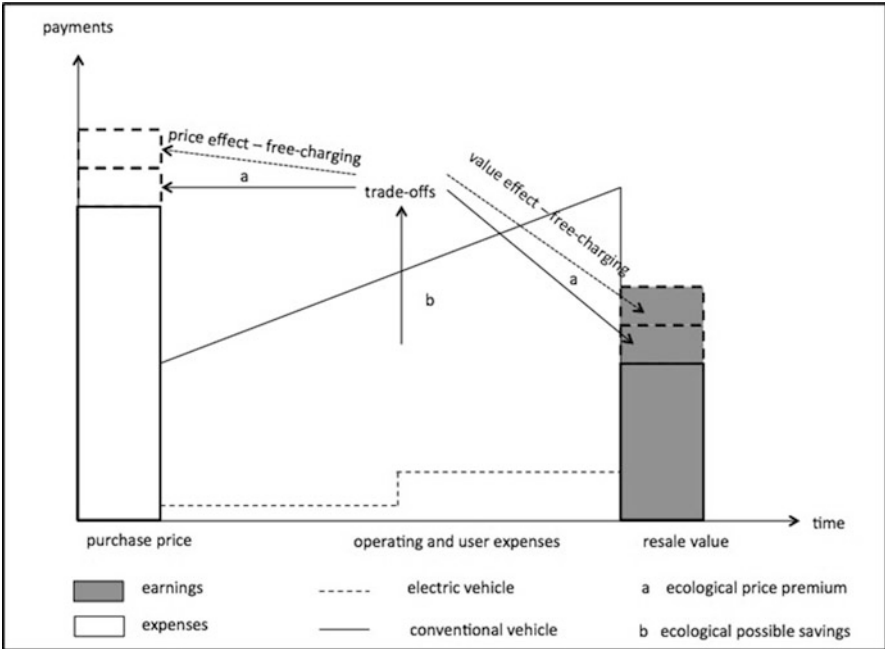 payments
price effect – free-charging
value effect – free-charging
a
trade-offs
a
b
time
purchase price
operating and user expenses
resale value
earnings
electric vehicle
a ecological price premium
expenses
conventional vehicle
b ecological possible savings